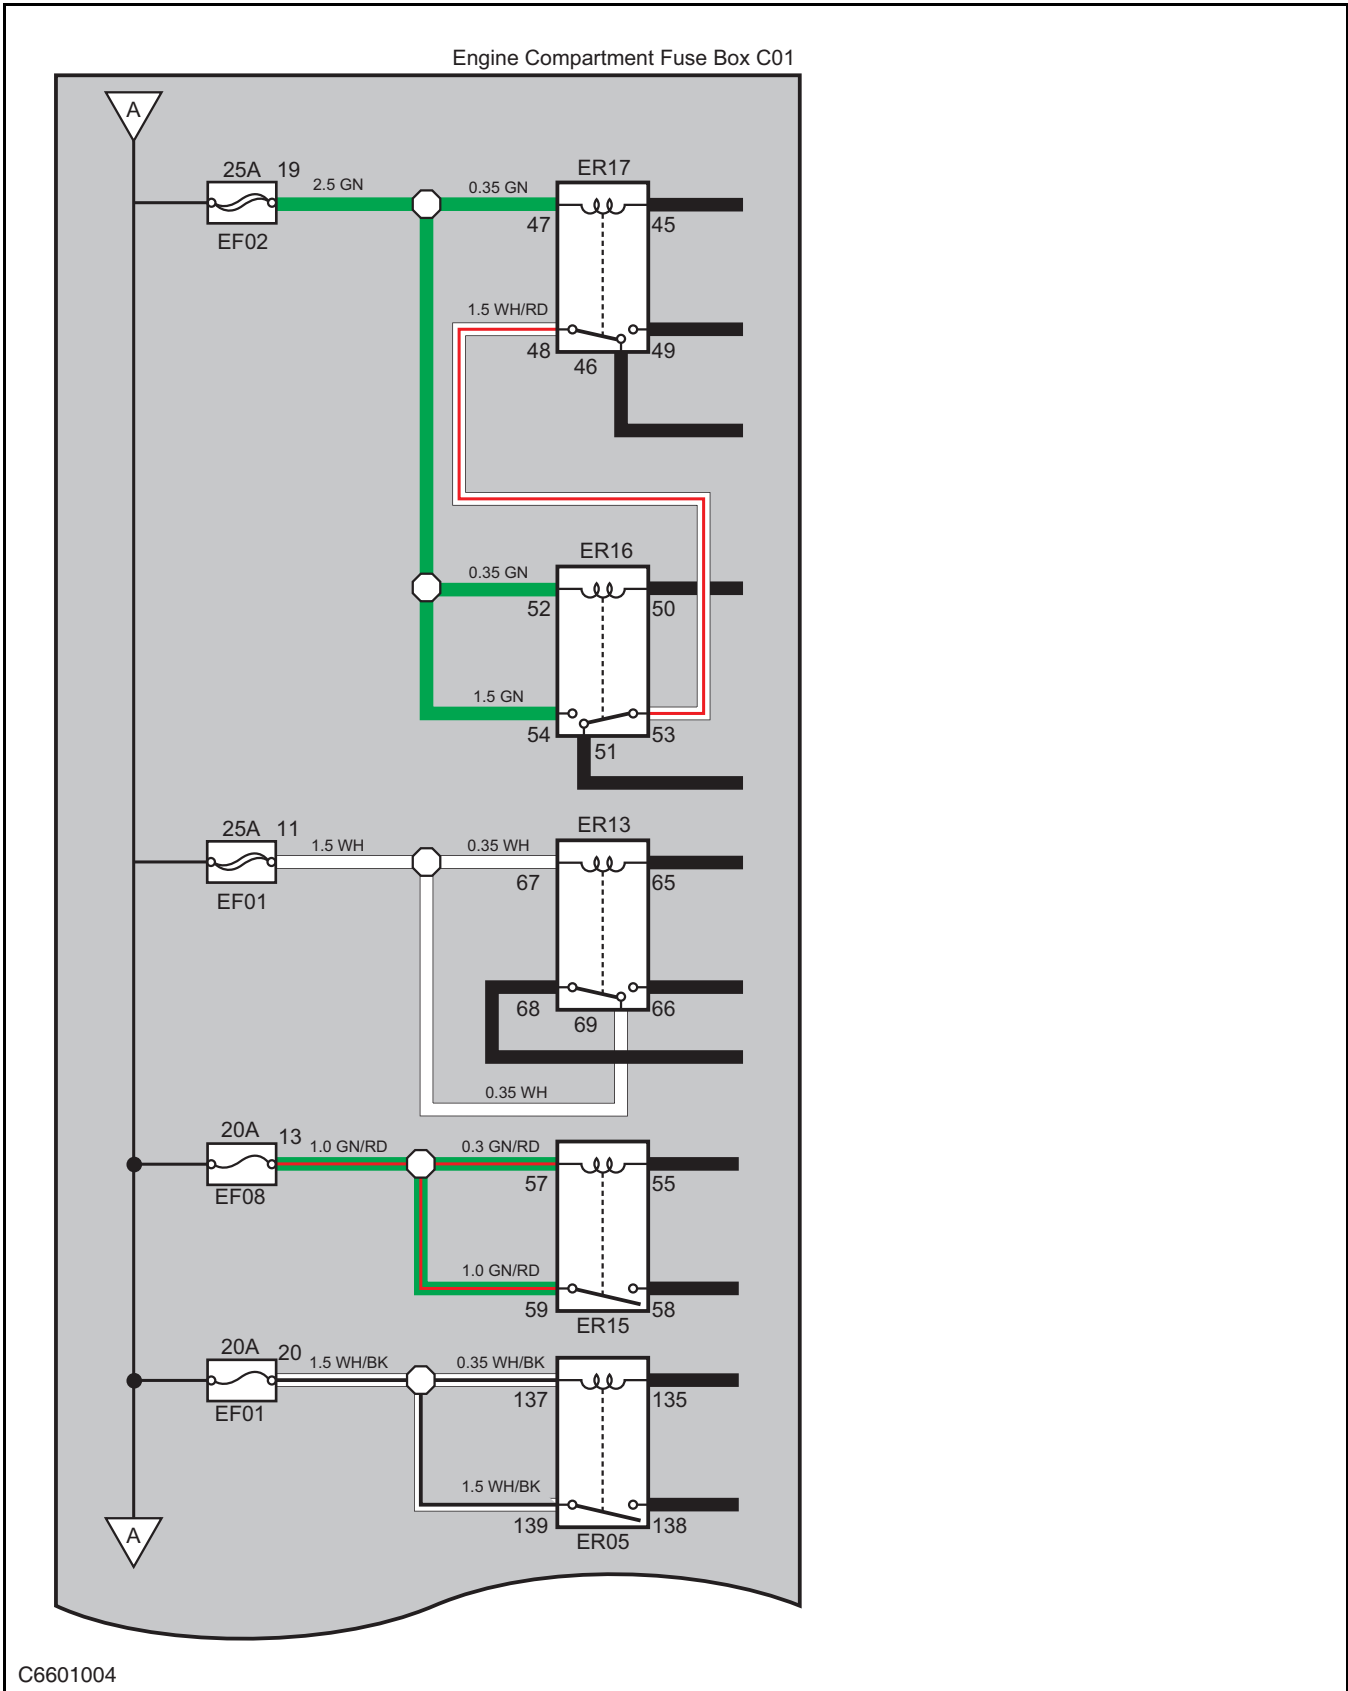 Engine Compartment Fuse Box C01
A
25A 19
2.5 GN
0.35 GN
ER17
EF02
47
45
1.5 WH/RD
48
46
49
ER16
0.35 GN
52
50
1.5 GN
54
51
53
25A 11
1.5 WH
0.35 WH
ER13
EF01
67
65
68
69
66
0.35 WH
20A 13
1.0 GN/RD
0.3 GN/RD
EF08
57
55
1.0 GN/RD
59
58
ER15
20A 20
1.5 WH/BK
0.35 WH/BK
EF01
137
135
1.5 WH/BK
139
138
ER05
A
C6601004